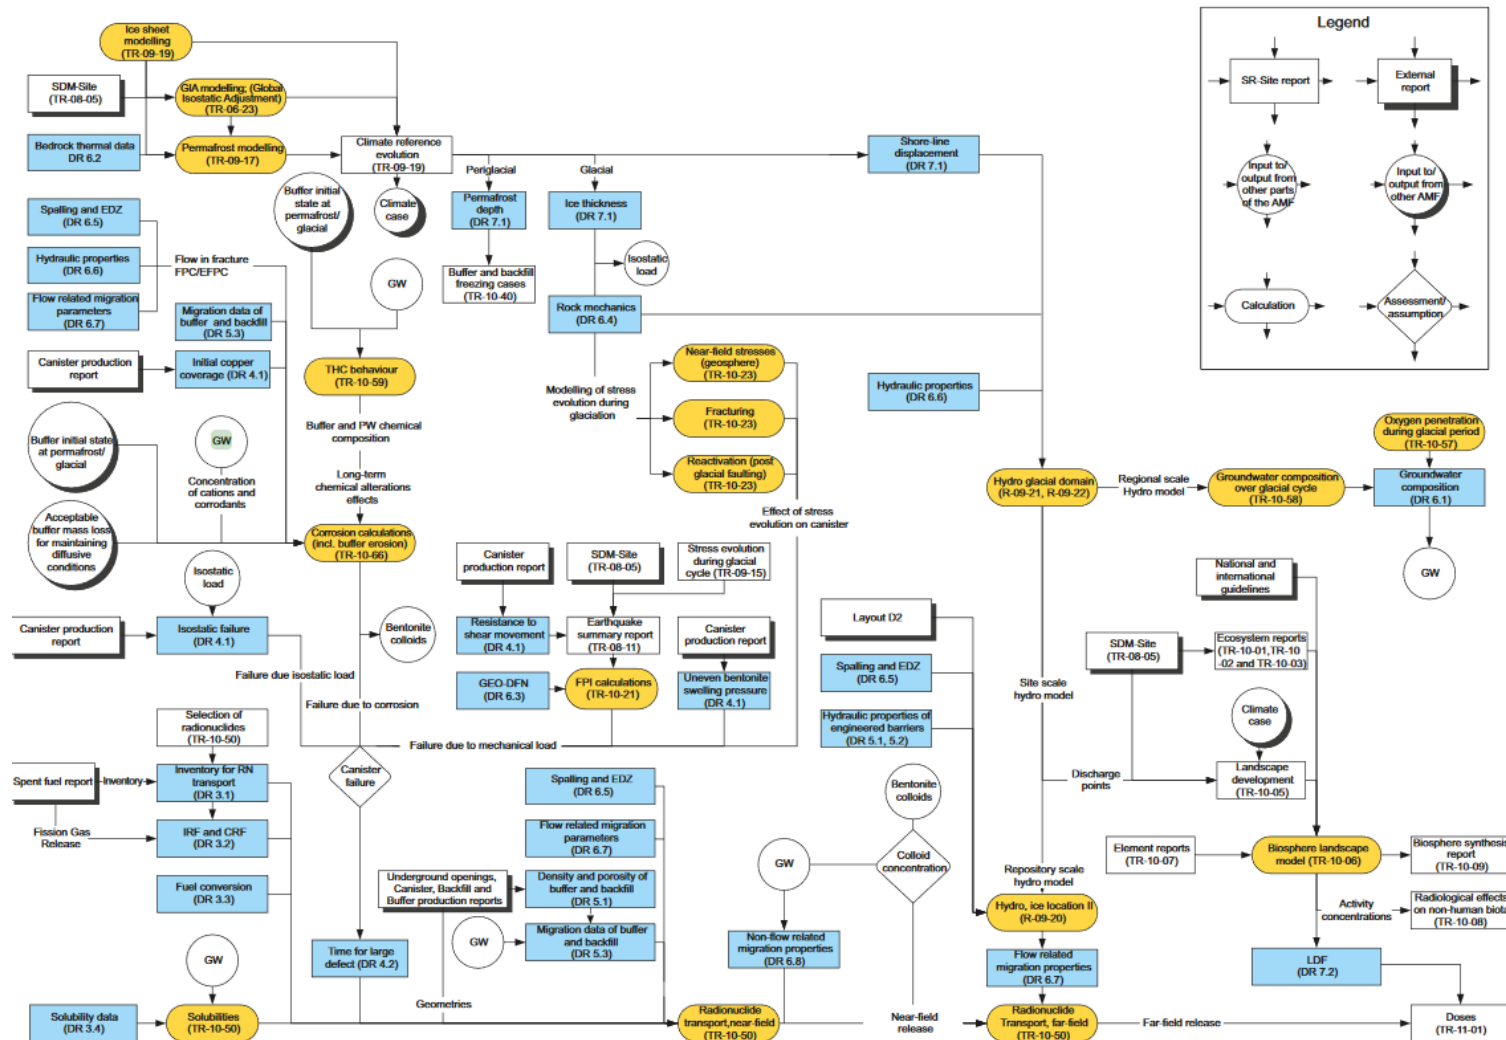 Ice sheet
modelling
(TR-09-19)
SDM-Site
(TR-08-05)
GIA modelling; (Global
Isostatic Adjustment)
(TR-06-23)
Bedrock thermal data
DR 6.2
Permafrost modelling
(TR-09-17)
Climate reference
evolution
(TR-09-19)
Shore-line
displacement
(DR 7.1)
Periglacial
Glacial
Buffer initial
state at
permafrost/
glacial
Climate
case
Permafrost
depth
(DR 7.1)
Ice thickness
(DR 7.1)
Spalling and EDZ
(DR 6.5)
Hydraulic properties
(DR 6.6)
Flow in fracture
FPC/EFPC
Flow related migration
parameters
(DR 6.7)
GW
Buffer and backfill
freezing cases
(TR-10-40)
Isostatic
load
Migration data of
buffer and backfill
(DR 5.3)
Rock mechanics
(DR 6.4)
Canister production
report
Initial copper
coverage (DR 4.1)
THC behaviour
(TR-10-59)
Near-field stresses
(geosphere)
(TR-10-23)
Modelling of stress
evolution during
glaciation
Hydraulic properties
(DR 6.6)
Fracturing
(TR-10-23)
Buffer and PW chemical
composition
Buffer initial state
at permafrost/
glacial
GW
Concentration
of cations and
corrodants
Long-term
chemical alterations
effects
Reactivation (post
glacial faulting)
(TR-10-23)
Hydro glacial domain
(R-09-21, R-09-22)
Regional scale
Hydro model
Groundwater composition
over glacial cycle
(TR-10-58)
Oxygen penetration
during glacial period
(TR-10-57)
Groundwater
composition
(DR 6.1)
GW
Effect of stress
evolution on canister
Acceptable
buffer mass loss
for maintaining
diffusive
conditions
Corrosion calculations
(incl. buffer erosion)
(TR-10-66)
Isostatic
load
Canister
production report
SDM-Site
(TR-08-05)
Stress evolution
during glacial
cycle (TR-09-15)
National and
international
guidelines
Canister production
report
Isostatic failure
(DR 4.1)
Bentonite
colloids
Resistance to
shear movement
(DR 4.1)
Earthquake
summary report
(TR-08-11)
Canister
production report
Layout D2
SDM-Site
(TR-08-05)
Ecosystem reports
(TR-10-01,TR-10
-02 and TR-10-03)
Failure due isostatic load
GEO-DFN
(DR 6.3)
FPI calculations
(TR-10-21)
Uneven bentonite
swelling pressure
(DR 4.1)
Spalling and EDZ
(DR 6.5)
Site scale
hydro model
Failure due to corrosion
Selection of
radionuclides
(TR-10-50)
Failure due to mechanical load
Hydraulic properties of
engineered barriers
(DR 5.1, 5.2)
Climate
case
Spent fuel report
Inventory
Inventory for RN
transport
(DR 3.1)
Canister
failure
Spalling and EDZ
(DR 6.5)
Bentonite
colloids
Discharge
points
Landscape
development
(TR-10-05)
Fission Gas
Release
IRF and CRF
(DR 3.2)
Flow related migration
parameters
(DR 6.7)
GW
Colloid
concentration
Element reports
(TR-10-07)
Biosphere landscape
model (TR-10-06)
Biosphere synthesis
report
(TR-10-09)
Fuel conversion
(DR 3.3)
Underground openings,
Canister, Backfill and
Buffer production reports
Density and porosity of
buffer and backfill
(DR 5.1)
Repository scale
hydro model
Hydro, ice location II
(R-09-20)
Activity
concentrations
Radiological effects
on non-human biota
(TR-10-08)
GW
Migration data of buffer
and backfill
(DR 5.3)
Non-flow related
migration properties
(DR 6.8)
GW
Time for large
defect (DR 4.2)
Flow related
migration properties
(DR 6.7)
LDF
(DR 7.2)
Geometries
Solubility data
(DR 3.4)
Solubilities
(TR-10-50)
Radionuclide
transport,near-field
(TR-10-50)
Near-field
release
Radionuclide
Transport, far-field
(TR-10-50)
Far-field release
Doses
(TR-11-01)
Legend
SR-Site report
External
report
Input to/
output from
other parts
of the AMF
Input to/
output from
other AMF
Calculation
Assessment/
assumption